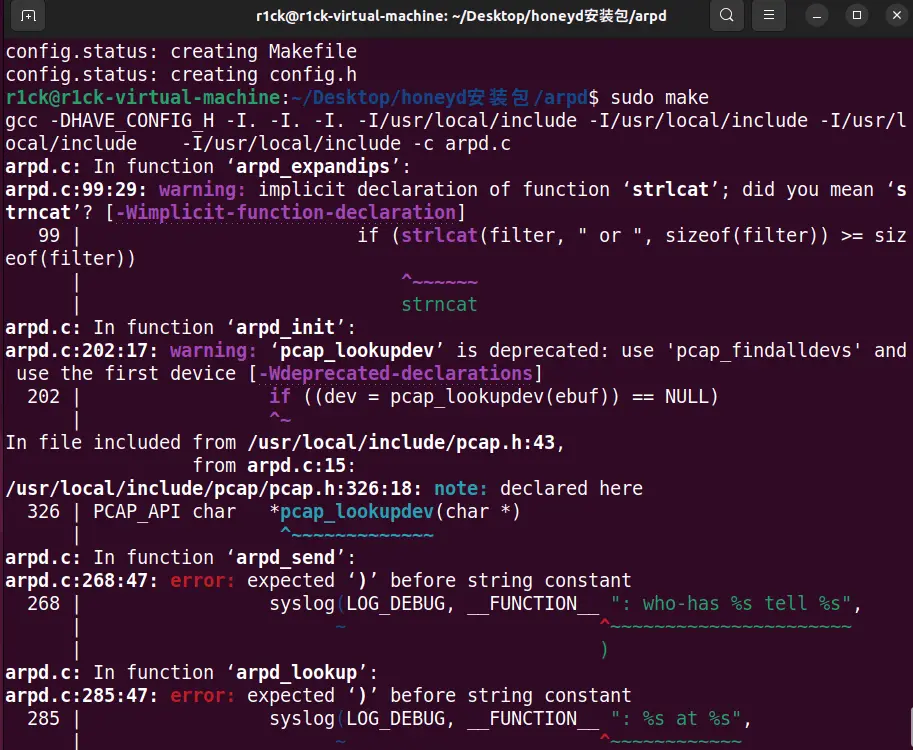 r1ck@r1ck-virtual-machine: ~/Desktop/honeyd安装包/arpd
config.status: creating Makefile
config.status: creating config.h
r1ck@r1ck-virtual-machine:~/Desktop/honeyd安装包/arpd$ sudo make
gcc -DHAVE_CONFIG_H -I. -I. -I. -I/usr/local/include -I/usr/local/include -I/usr/l
ocal/include    -I/usr/local/include -c arpd.c
arpd.c: In function ‘arpd_expandips’:
arpd.c:99:29: warning: implicit declaration of function ‘strlcat’; did you mean ‘s
trncat’? [-Wimplicit-function-declaration]
   99 |                         if (strlcat(filter, " or ", sizeof(filter)) >= siz
eof(filter))
      |                             ^~~~~~~
      |                             strncat
arpd.c: In function ‘arpd_init’:
arpd.c:202:17: warning: ‘pcap_lookupdev’ is deprecated: use 'pcap_findalldevs' and
 use the first device [-Wdeprecated-declarations]
  202 |                 if ((dev = pcap_lookupdev(ebuf)) == NULL)
      |                 ^~
In file included from /usr/local/include/pcap.h:43,
                 from arpd.c:15:
/usr/local/include/pcap/pcap.h:326:18: note: declared here
  326 | PCAP_API char   *pcap_lookupdev(char *)
      |                  ^~~~~~~~~~~~~~
arpd.c: In function ‘arpd_send’:
arpd.c:268:47: error: expected ‘)’ before string constant
  268 |                 syslog(LOG_DEBUG, __FUNCTION__ ": who-has %s tell %s",
      |                       ~                       ^~~~~~~~~~~~~~~~~~~~~~~
      |                                               )
arpd.c: In function ‘arpd_lookup’:
arpd.c:285:47: error: expected ‘)’ before string constant
  285 |                 syslog(LOG_DEBUG, __FUNCTION__ ": %s at %s",
      |                       ~                       ^~~~~~~~~~~~~